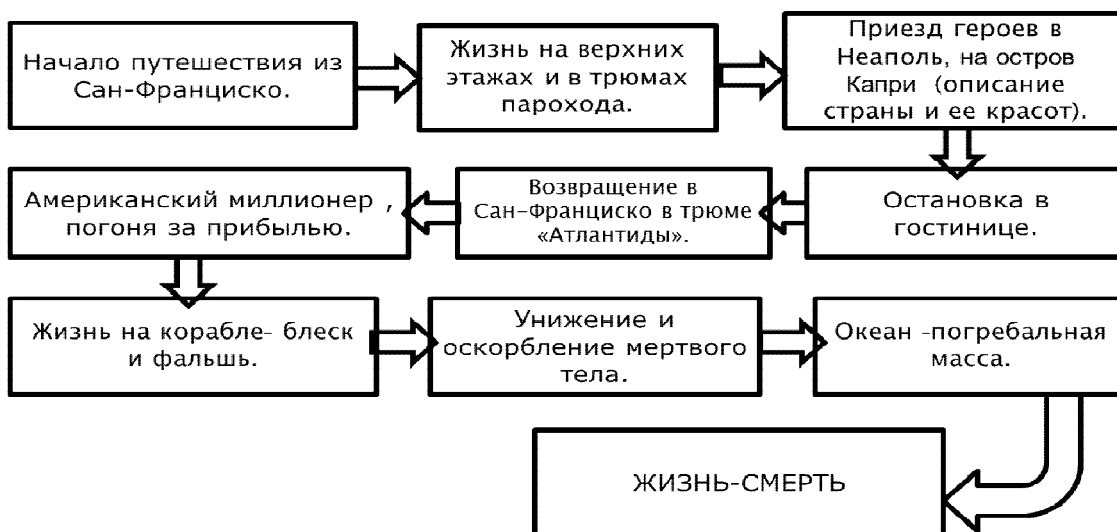 Начало путешествия из
Сан-Франциско.
Жизнь на верхних
этажах и в трюмах
парохода.
Приезд героев в
Неаполь, на остров
Капри (описание
страны и ее красот).
Остановка в
гостинице.
Возвращение в
Сан-Франциско в трюме
«Атлантиды».
Американский миллионер ,
погоня за прибылью.
Жизнь на корабле- блеск
и фальшь.
Унижение и
оскорбление мертвого
тела.
Океан -погребальная
масса.
ЖИЗНЬ-СМЕРТЬ